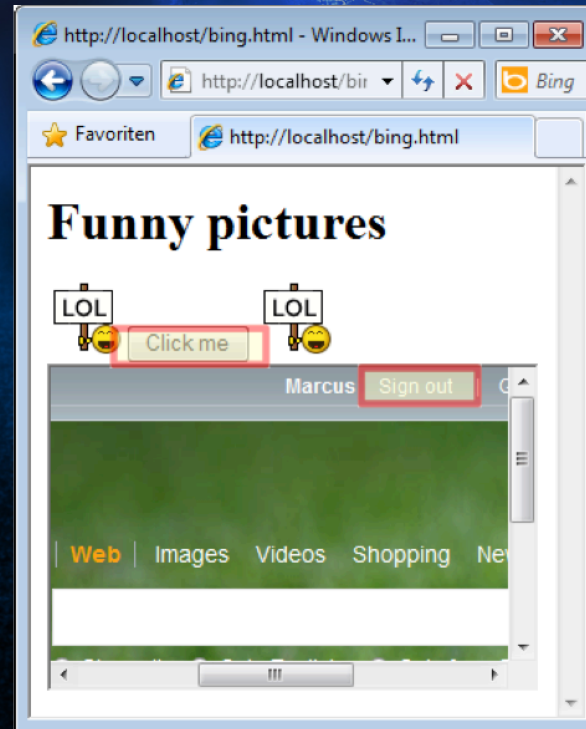 http://localhost/bing.html - Windows I...
http://localhost/bir
Bing
Favoriten
http://localhost/bing.html
Funny pictures
LOL
LOL
Click me
Marcus
Sign out
Web
Images
Videos
Shopping